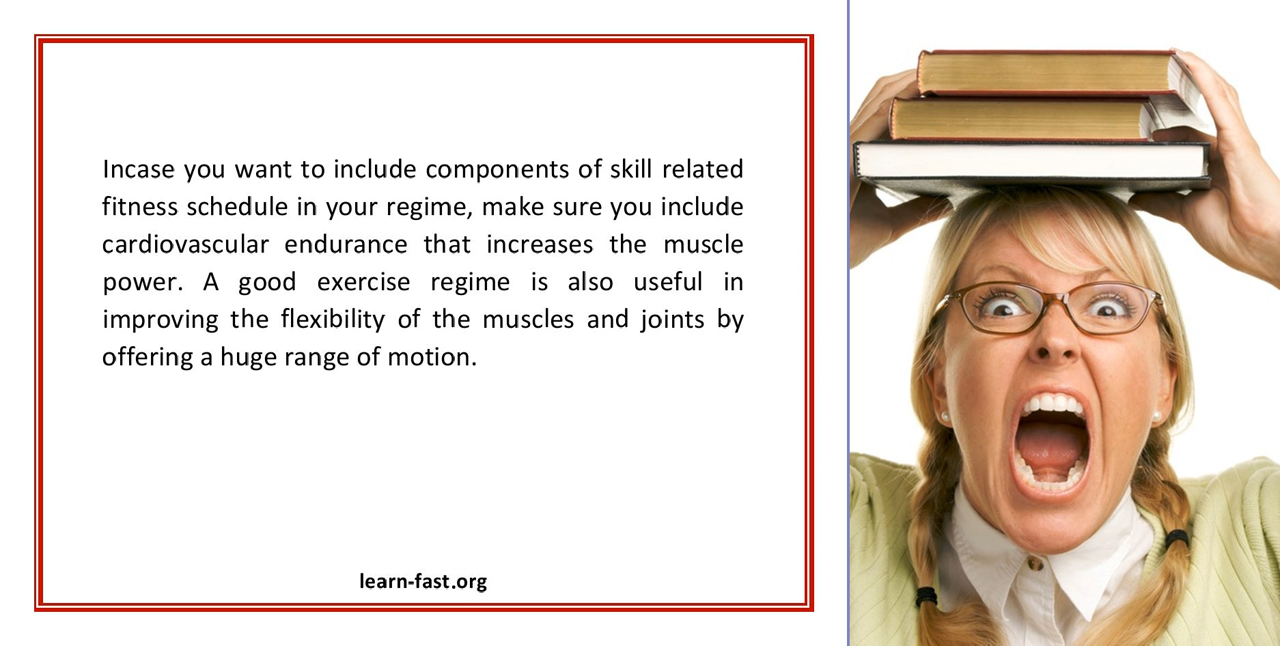 Incase you want to include components of skill related
fitness schedule in your regime, make sure you include
cardiovascular endurance that increases the muscle
power. A good exercise regime is also useful in
improving the flexibility of the muscles and joints by
offering a huge range of motion.
learn-fast.org